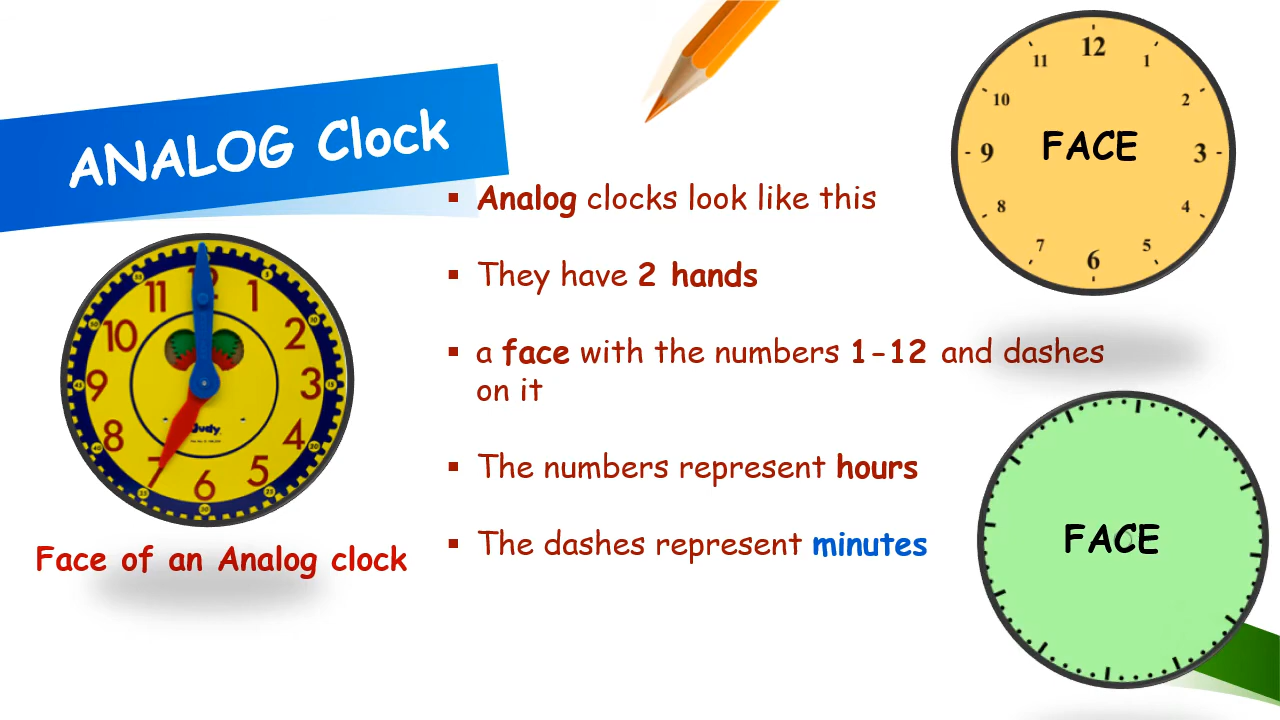 ANALOG Clock
Analog clocks look like this
They have 2 hands
a face with the numbers 1-12 and dashes
on it
The numbers represent hours
The dashes represent minutes
Face of an Analog clock
12
11 1
10 2
9 FACE 3
8 4
7 5
6
FACE
12
11 1
10 2
9 3
8 4
7 5
6
Judy